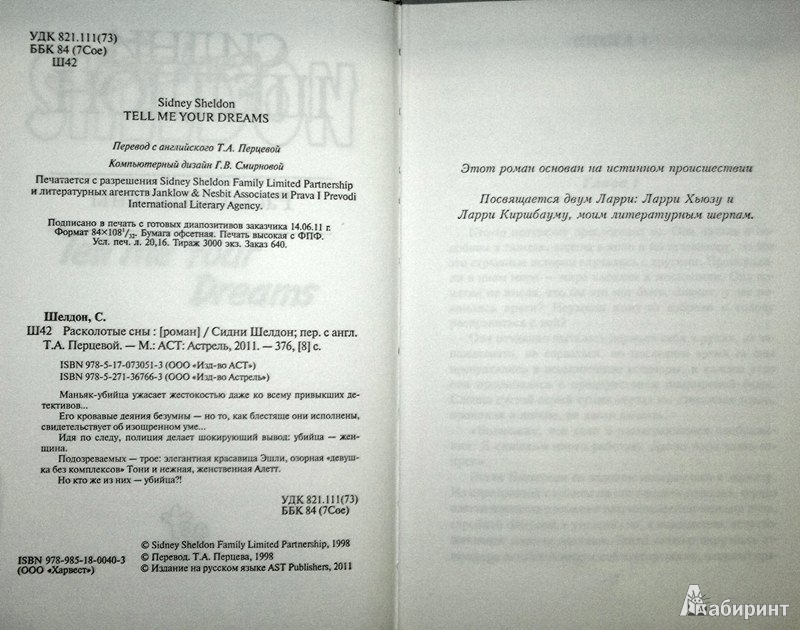 УДК 821.111(73)
ББК 84 (7Сое)
Ш42
Sidney Sheldon
TELL ME YOUR DREAMS
Перевод с английского Т.А. Перцевой
Компьютерный дизайн Г.В. Смирновой
Печатается с разрешения Sidney Sheldon Family Limited Partnership
и литературных агентств Janklow & Nesbit Associates и Prava I Prevodi
International Literary Agency.
Подписано в печать с готовых диапозитивов заказчика 14.06.11 г.
Формат 84×108¹/₃₂. Бумага офсетная. Печать высокая с ФПФ.
Усл. печ. л. 20,16. Тираж 3000 экз. Заказ 640.
Шелдон, С.
Ш42 Расколотые сны : [роман] / Сидни Шелдон; пер. с англ.
Т.А. Перцевой. – М.: АСТ: Астрель, 2011. – 376, [8] с.
ISBN 978-5-17-073051-3 (ООО «Изд-во АСТ»)
ISBN 978-5-271-36766-3 (ООО «Изд-во Астрель»)
Маньяк-убийца ужасает жестокостью даже ко всему привыкших де-
тективов...
Его кровавые деяния безумны — но то, как блестяще они исполнены,
свидетельствует об изощренном уме...
Идя по следу, полиция делает шокирующий вывод: убийца — жен-
щина.
Подозреваемых — трое: элегантная красавица Эшли, озорная «девуш-
ка без комплексов» Тони и нежная, женственная Алетт.
Но кто же из них — убийца?!
УДК 821.111(73)
ББК 84 (7Сое)
© Sidney Sheldon Family Limited Partnership, 1998
ISBN 978-985-18-0040-3 © Перевод. Т.А. Перцева, 1998
(ООО «Харвест») © Издание на русском языке AST Publishers, 2011
Этот роман основан на истинном происшествии
Посвящается двум Ларри: Ларри Хьюзу и
Ларри Киршбауму, моим литературным шерпам.
Лабиринт